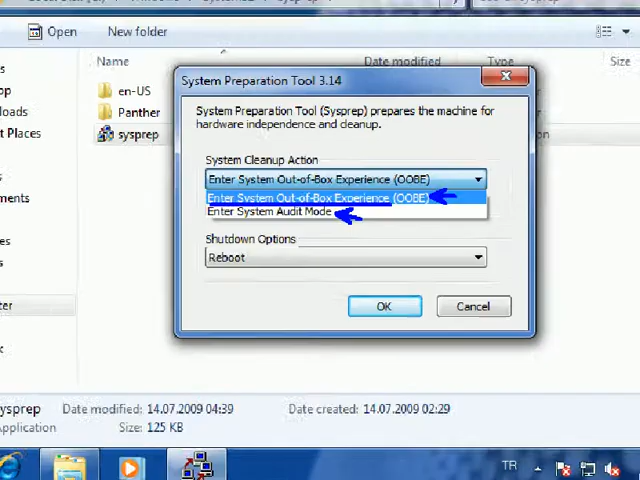 Open New folder
Name Date modified Type Size
en-US
Panther
sysprep
System Preparation Tool 3.14
System Preparation Tool (Sysprep) prepares the machine for
hardware independence and cleanup.
System Cleanup Action
Enter System Out-of-Box Experience (OOBE)
Enter System Out-of-Box Experience (OOBE)
Enter System Audit Mode
Shutdown Options
Reboot
OK Cancel
sysprep Date modified: 14.07.2009 04:39 Date created: 14.07.2009 02:29
Application Size: 125 KB
TR